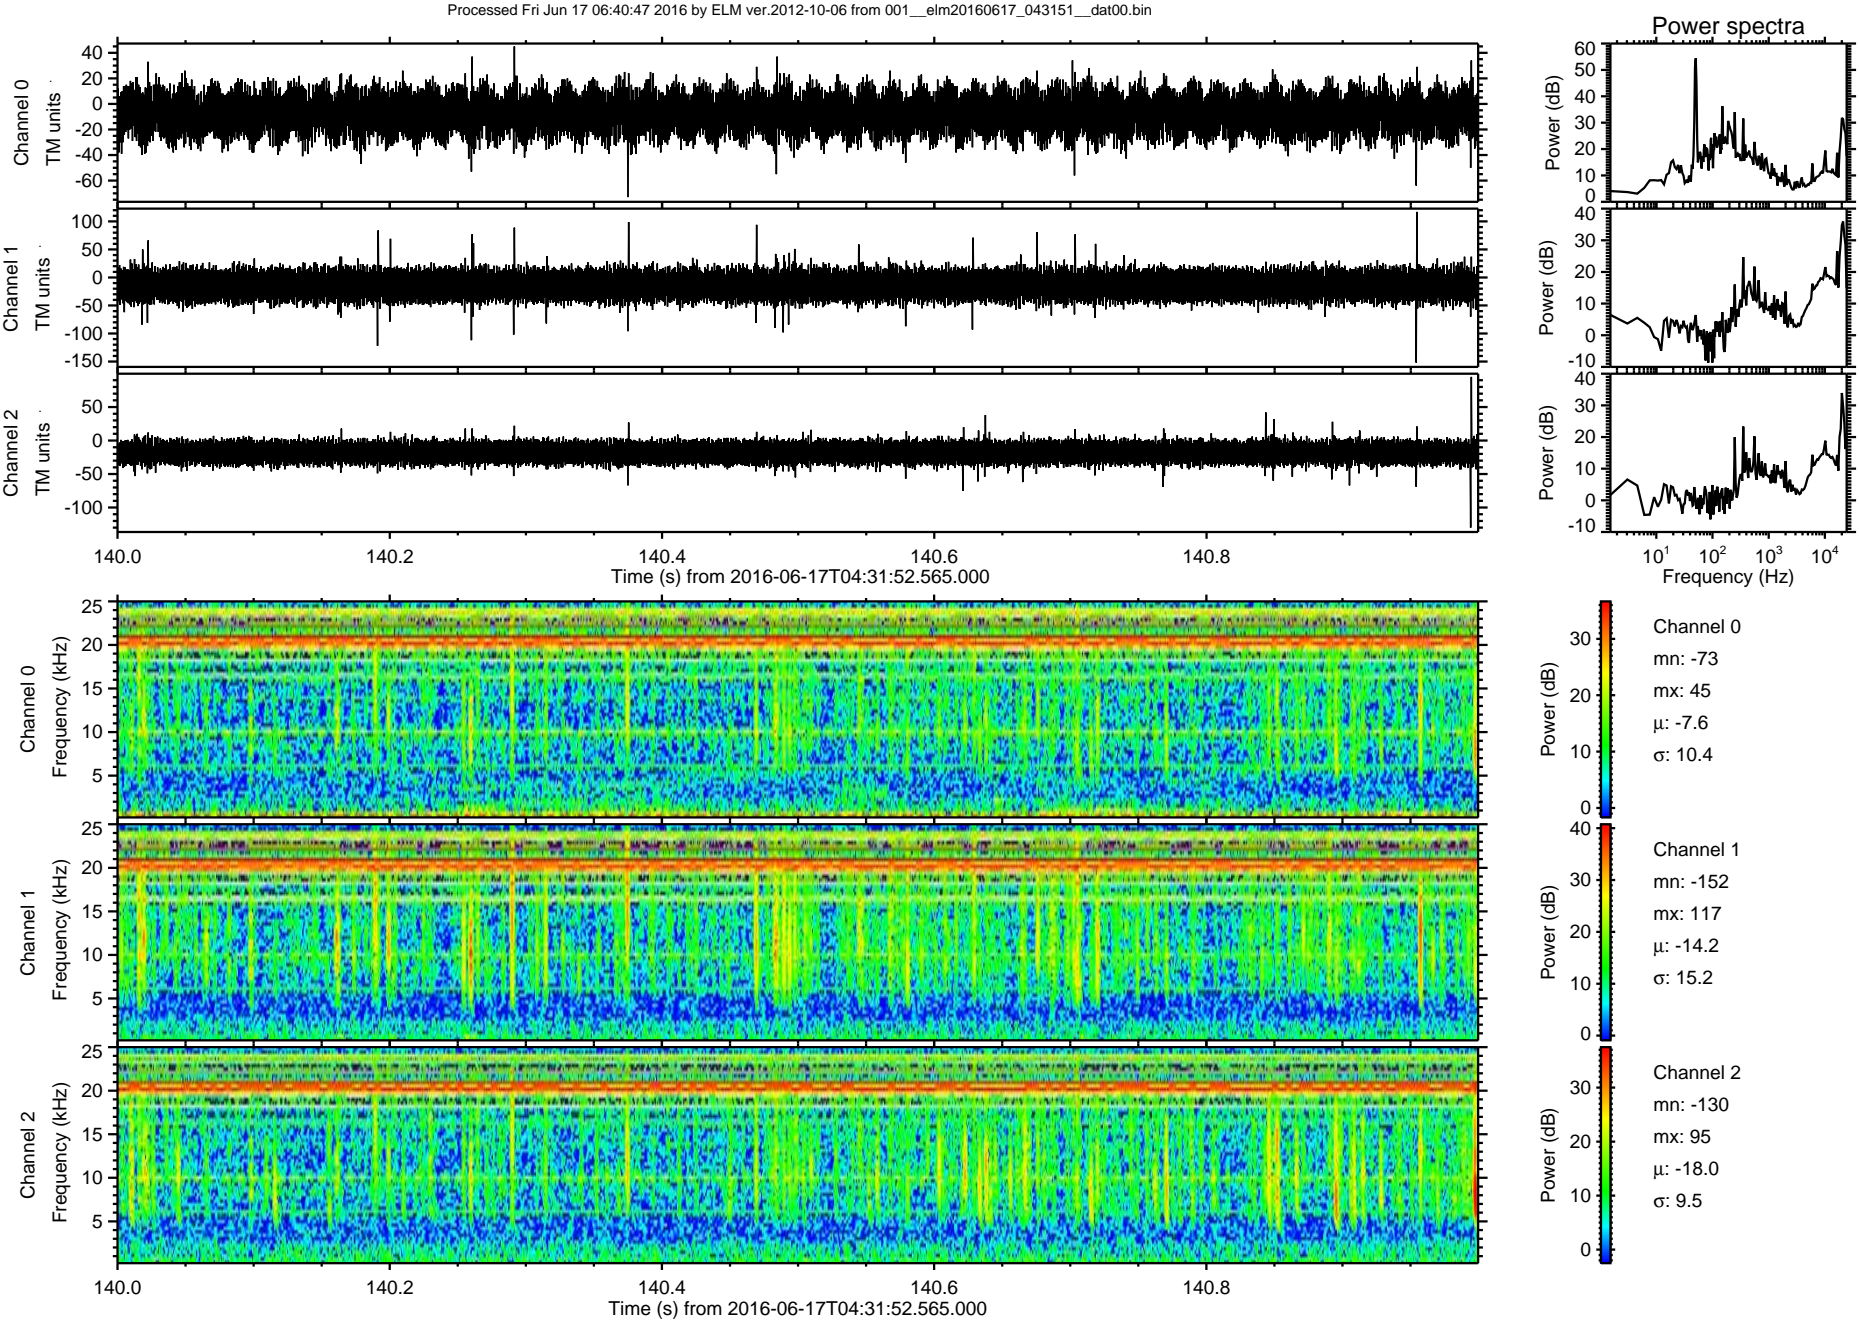 Processed Fri Jun 17 06:40:47 2016 by ELM ver.2012-10-06 from 001__elm20160617_043151__dat00.bin
Power spectra
Channel 0
TM units
40
20
0
-20
-40
-60
Power (dB)
60
50
40
30
20
10
0
Channel 1
TM units
100
50
0
-50
-100
-150
Power (dB)
40
30
20
10
0
-10
Channel 2
TM units
50
0
-50
-100
Power (dB)
40
30
20
10
0
-10
140.0 140.2 140.4 140.6 140.8
Time (s) from 2016-06-17T04:31:52.565.000
10^1 10^2 10^3 10^4
Frequency (Hz)
Channel 0
Frequency (kHz)
25
20
15
10
5
Power (dB)
30
20
10
0
Channel 0
mn: -73
mx: 45
μ: -7.6
σ: 10.4
Channel 1
Frequency (kHz)
25
20
15
10
5
Power (dB)
40
30
20
10
0
Channel 1
mn: -152
mx: 117
μ: -14.2
σ: 15.2
Channel 2
Frequency (kHz)
25
20
15
10
5
Power (dB)
30
20
10
0
Channel 2
mn: -130
mx: 95
μ: -18.0
σ: 9.5
140.0 140.2 140.4 140.6 140.8
Time (s) from 2016-06-17T04:31:52.565.000